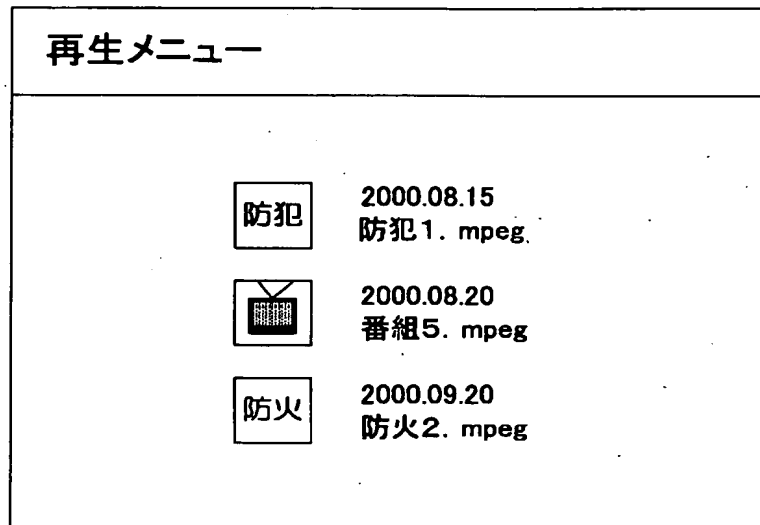 再生メニュー
防犯
2000.08.15
防犯1. mpeg
2000.08.20
番組5. mpeg
防火
2000.09.20
防火2. mpeg